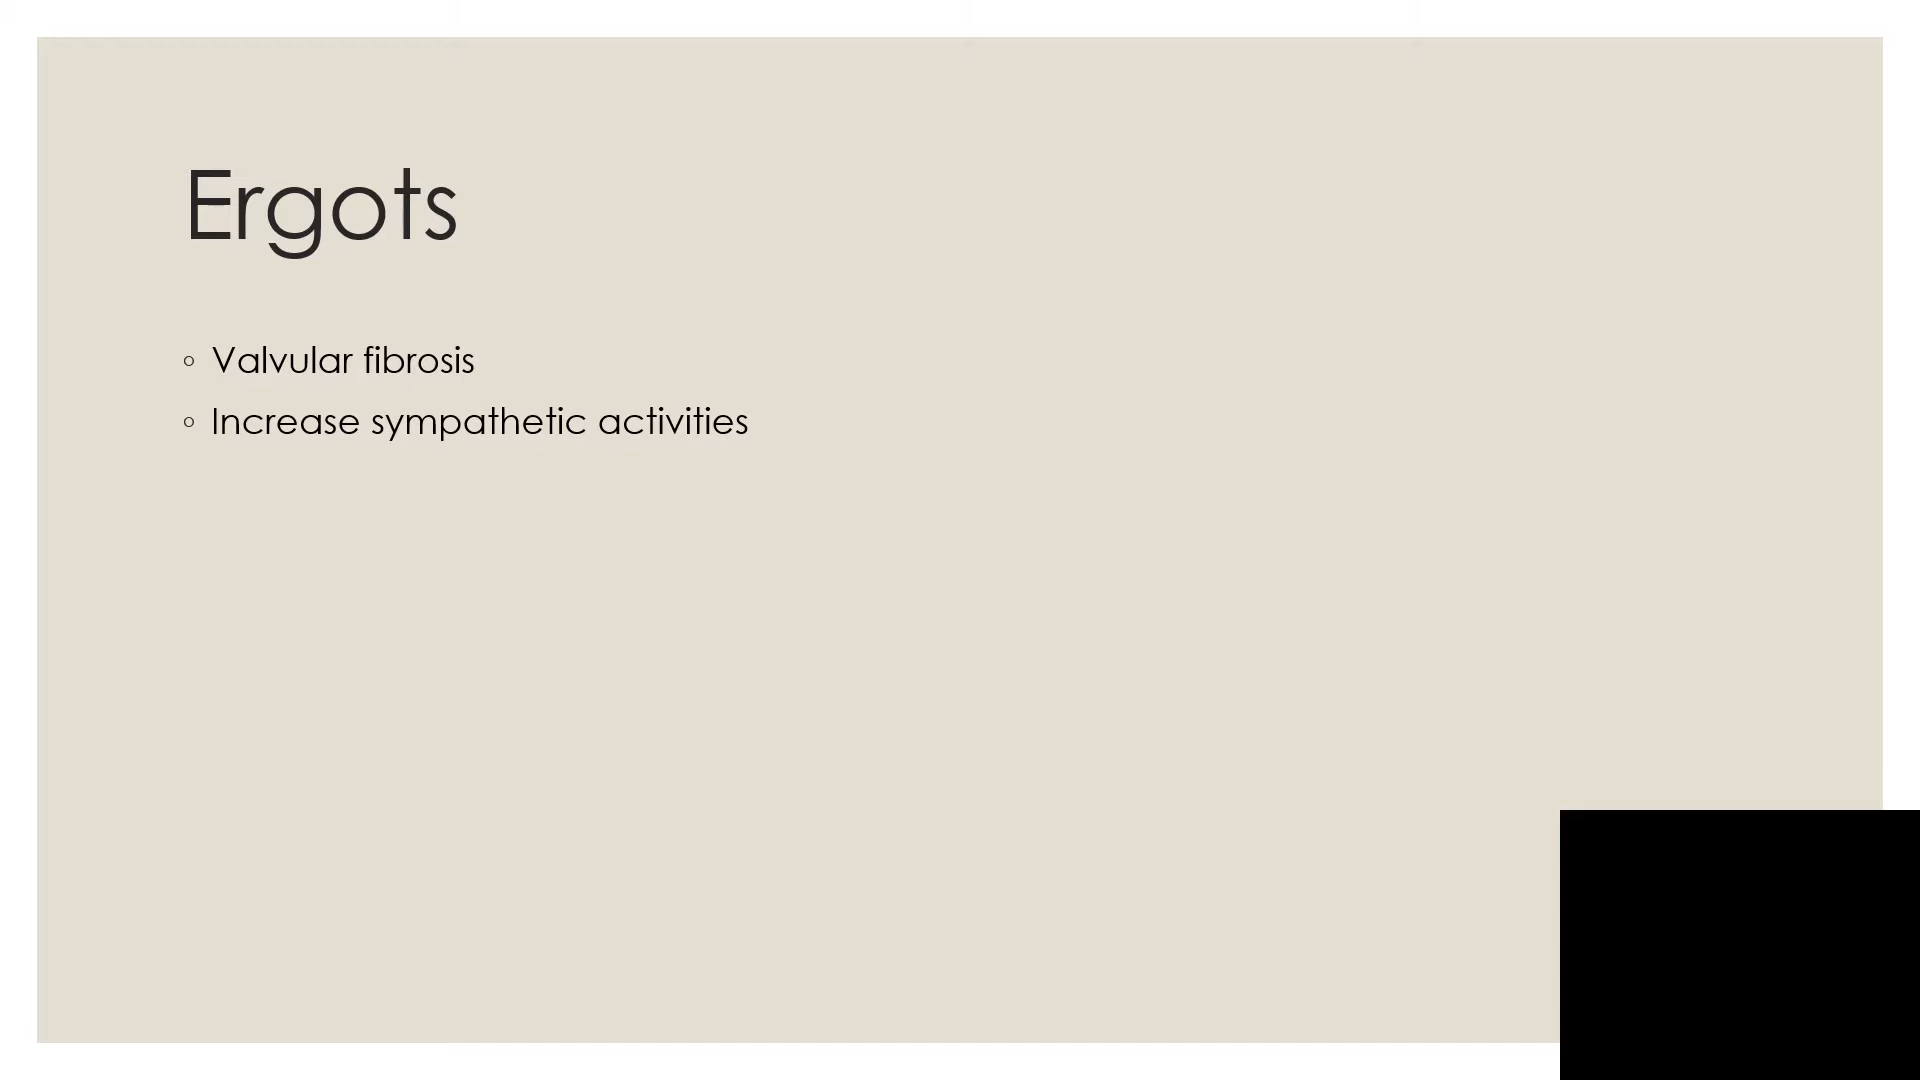 Ergots
◦ Valvular fibrosis
◦ Increase sympathetic activities